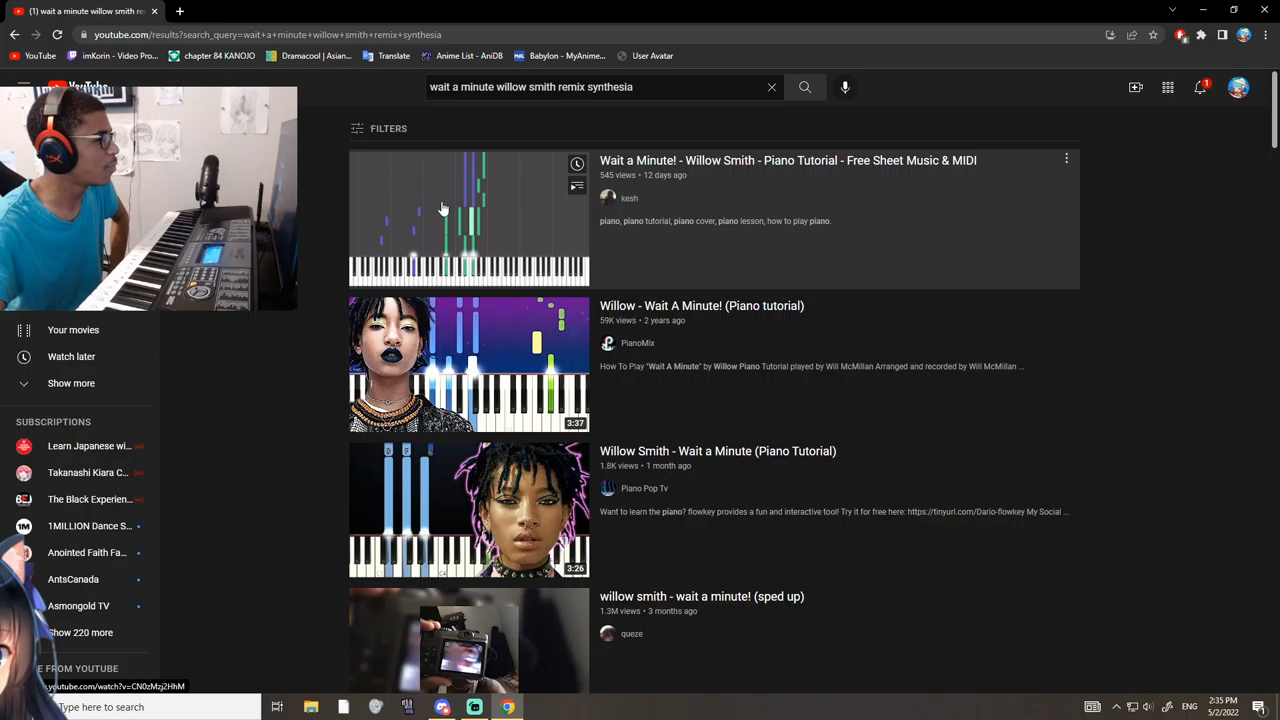 (1) wait a minute willow smith rem
youtube.com/results?search_query=wait+a+minute+willow+smith+remix+synthesia
YouTube
imKorin - Video Pro...
chapter 84 KANOJO
Dramacool | Asian...
Translate
Anime List - AniDB
Babylon - MyAnime...
User Avatar
wait a minute willow smith remix synthesia
1
FILTERS
Wait a Minute! - Willow Smith - Piano Tutorial - Free Sheet Music & MIDI
545 views • 12 days ago
kesh
piano, piano tutorial, piano cover, piano lesson, how to play piano.
Willow - Wait A Minute! (Piano tutorial)
59K views • 2 years ago
PianoMix
How To Play "Wait A Minute" by Willow Piano Tutorial played by Will McMillan Arranged and recorded by Will McMillan ...
3:37
Willow Smith - Wait a Minute (Piano Tutorial)
1.8K views • 1 month ago
Piano Pop Tv
Want to learn the piano? flowkey provides a fun and interactive tool! Try it for free here: https://tinyurl.com/Dario-flowkey My Social ...
3:26
willow smith - wait a minute! (sped up)
1.3M views • 3 months ago
queze
Your movies
Watch later
Show more
SUBSCRIPTIONS
Learn Japanese wi...
Takanashi Kiara C...
The Black Experien...
1MILLION Dance S...
Anointed Faith Fa...
AntsCanada
Asmongold TV
Show 220 more
E FROM YOUTUBE
.youtube.com/watch?v=CN0zMzj2HhM
Type here to search
ENG
2:35 PM
5/2/2022